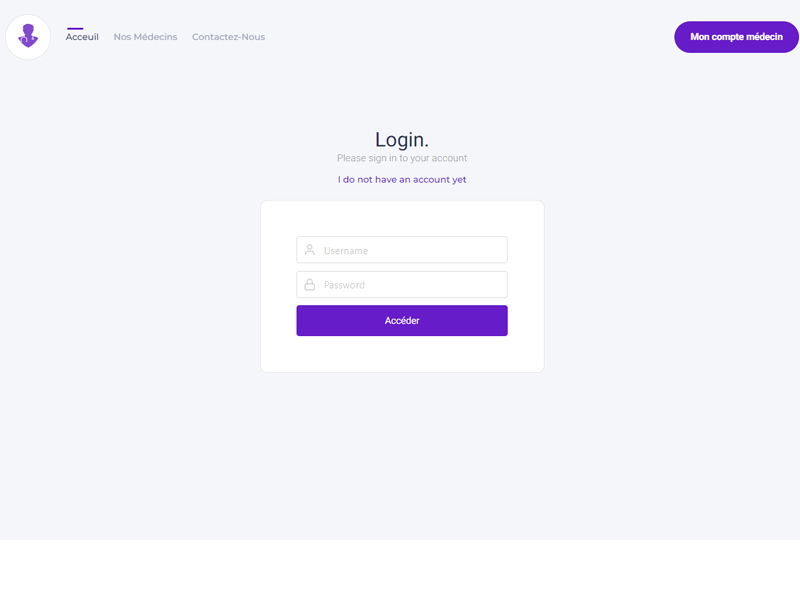 Acceuil Nos Médecins Contactez-Nous Mon compte médecin
Login.
Please sign in to your account
I do not have an account yet
Username
Password
Accéder